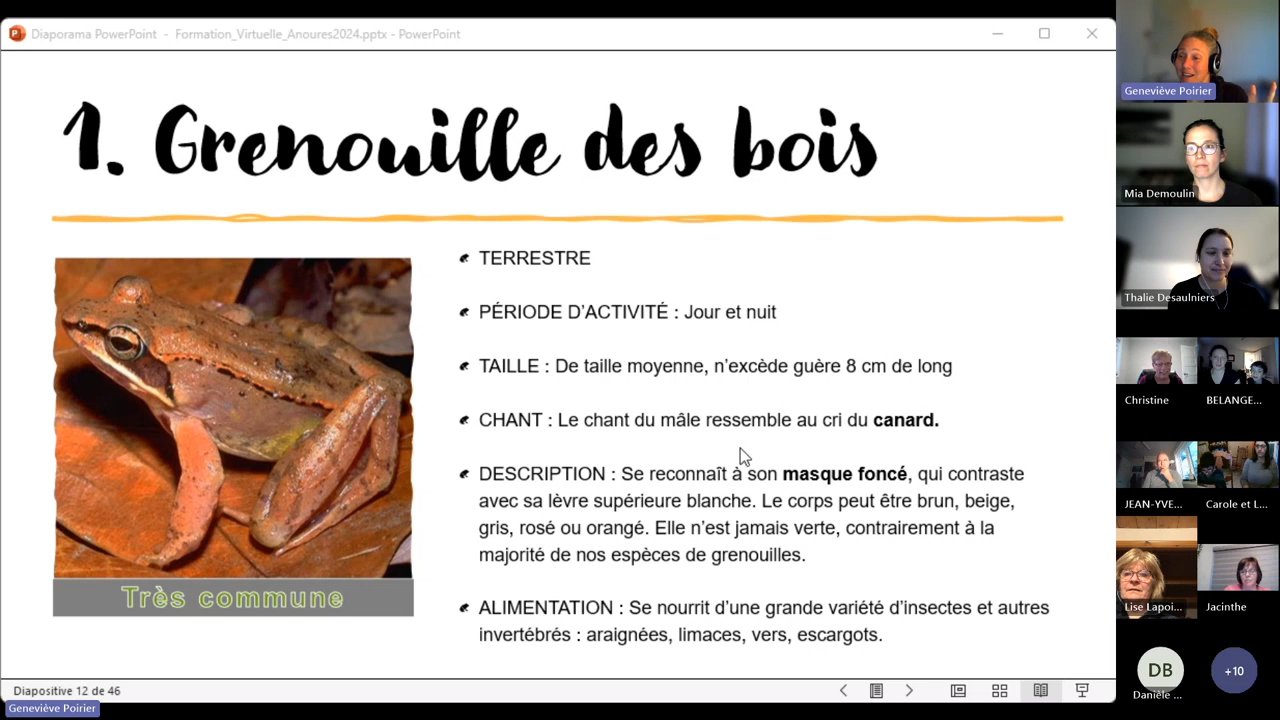 Diaporama PowerPoint - Formation_Virtuelle_Anoures2024.pptx - PowerPoint
1. Grenouille des bois
TERRESTRE
PÉRIODE D'ACTIVITÉ : Jour et nuit
TAILLE : De taille moyenne, n'excède guère 8 cm de long
CHANT : Le chant du mâle ressemble au cri du canard.
DESCRIPTION : Se reconnaît à son masque foncé, qui contraste
avec sa lèvre supérieure blanche. Le corps peut être brun, beige,
gris, rosé ou orangé. Elle n'est jamais verte, contrairement à la
majorité de nos espèces de grenouilles.
ALIMENTATION : Se nourrit d'une grande variété d'insectes et autres
invertébrés : araignées, limaces, vers, escargots.
Très commune
Diapositive 12 de 46
Geneviève Poirier
Geneviève Poirier
Mia Demoulin
Thalie Desaulniers
Christine
BELANGE...
JEAN-YVE...
Carole et L...
Lise Lapoi...
Jacinthe
DB
Danièle ...
+10